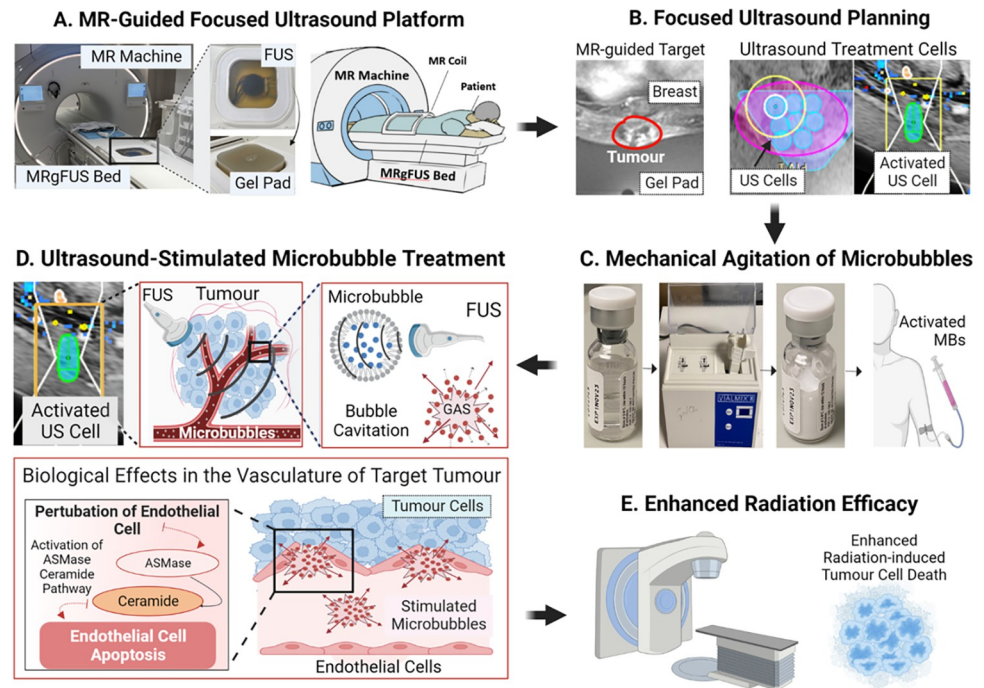 A. MR-Guided Focused Ultrasound Platform
MR Machine
FUS
MRgFUS Bed
Gel Pad
MR Machine
MR Coil
Patient
MRgFUS Bed
B. Focused Ultrasound Planning
MR-guided Target
Breast
Tumour
Gel Pad
Ultrasound Treatment Cells
US Cells
Activated
US Cell
C. Mechanical Agitation of Microbubbles
EXP1NOV23
VIALMIX
EXP1NOV23
Activated
MBs
D. Ultrasound-Stimulated Microbubble Treatment
Activated
US Cell
FUS
Tumour
Microbubbles
Microbubble
FUS
Bubble
Cavitation
GAS
Biological Effects in the Vasculature of Target Tumour
Pertubation of Endothelial
Cell
Activation of
ASMase
Ceramide
Pathway
ASMase
Ceramide
Endothelial Cell
Apoptosis
Tumour Cells
Stimulated
Microbubbles
Endothelial Cells
E. Enhanced Radiation Efficacy
Enhanced
Radiation-induced
Tumour Cell Death